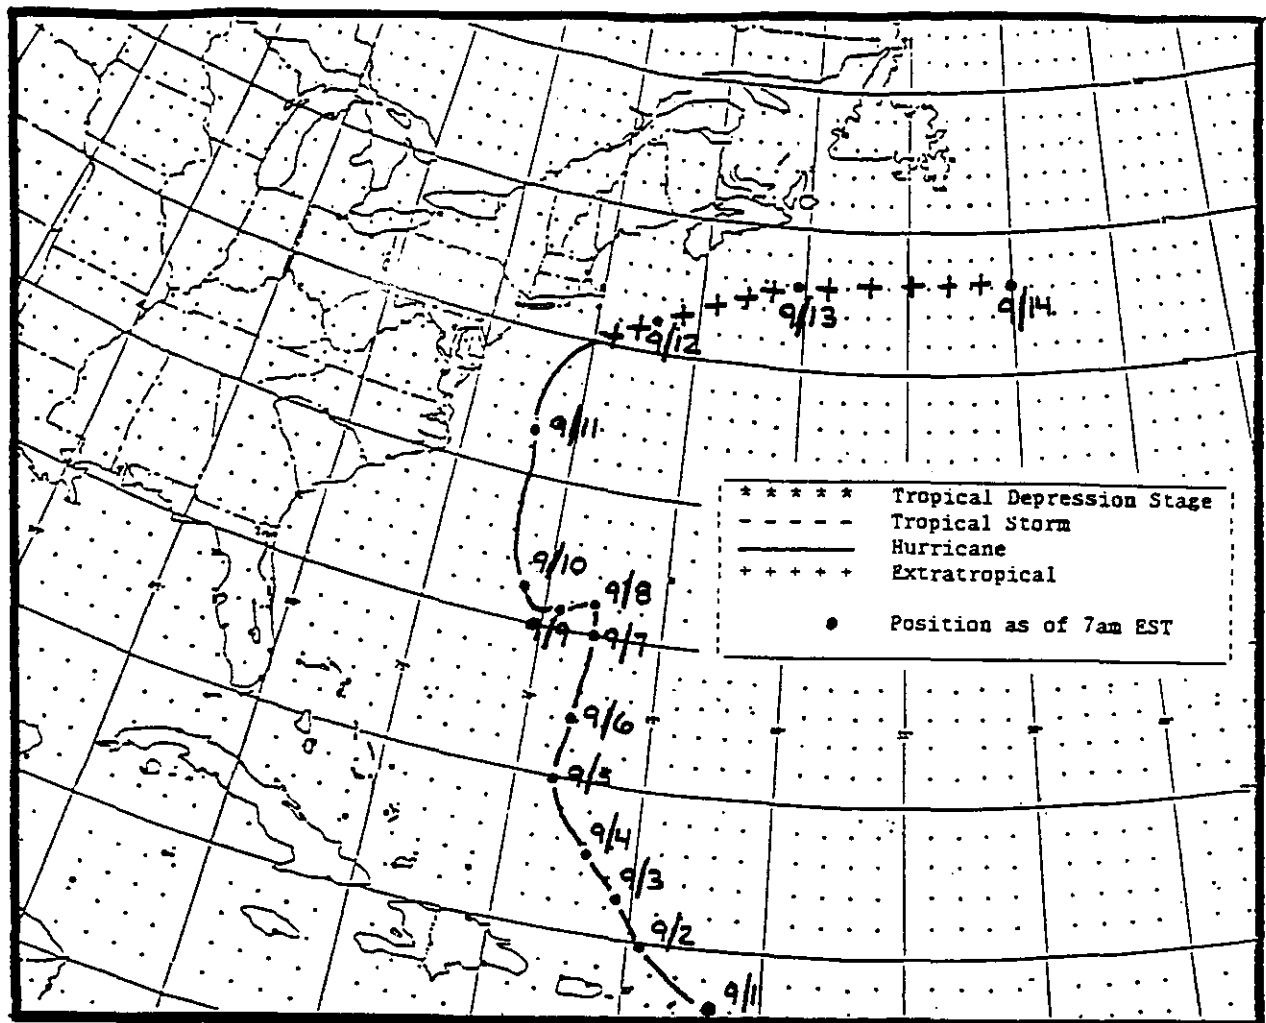 9/14
9/13
9/12
9/11
* * * * * Tropical Depression Stage
- - - - - Tropical Storm
Hurricane
+ + + + + Extratropical
● Position as of 7am EST
9/10
9/8
9/9
9/7
9/6
9/5
9/4
9/3
9/2
9/1